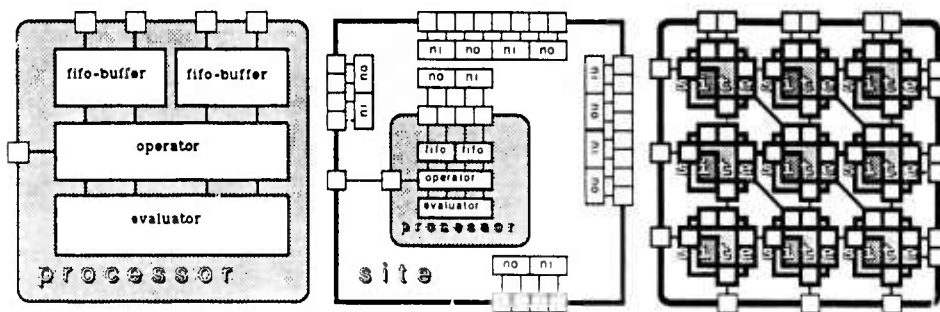 fifo-buffer fifo-buffer
operator
evaluator
processor
ni no ni no
no
ni
no ni
fifo fifo
operator
evaluator
processor
ni
no
ni
no
no ni
site